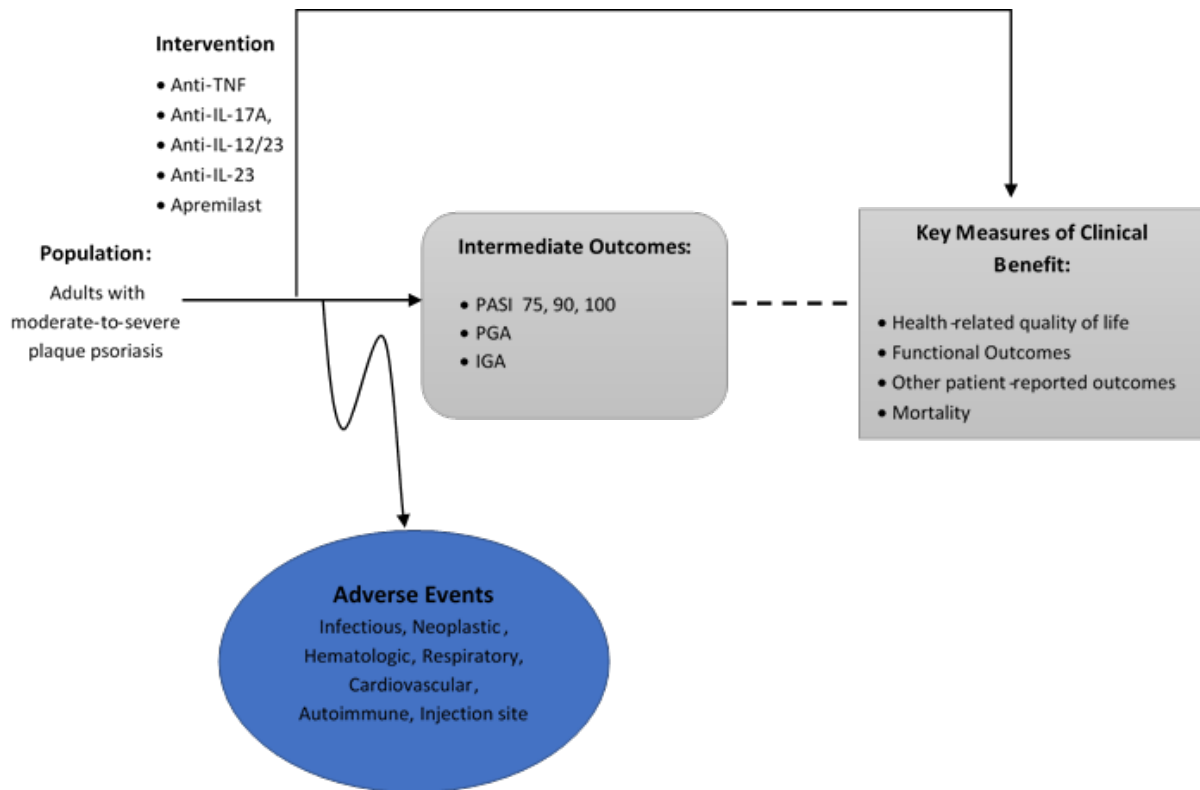 Intervention
• Anti-TNF
• Anti-IL-17A,
• Anti-IL-12/23
• Anti-IL-23
• Apremilast
Population:
Adults with
moderate-to-severe
plaque psoriasis
Intermediate Outcomes:
• PASI 75, 90, 100
• PGA
• IGA
Key Measures of Clinical
Benefit:
• Health-related quality of life
• Functional Outcomes
• Other patient-reported outcomes
• Mortality
Adverse Events
Infectious, Neoplastic,
Hematologic, Respiratory,
Cardiovascular,
Autoimmune, Injection site